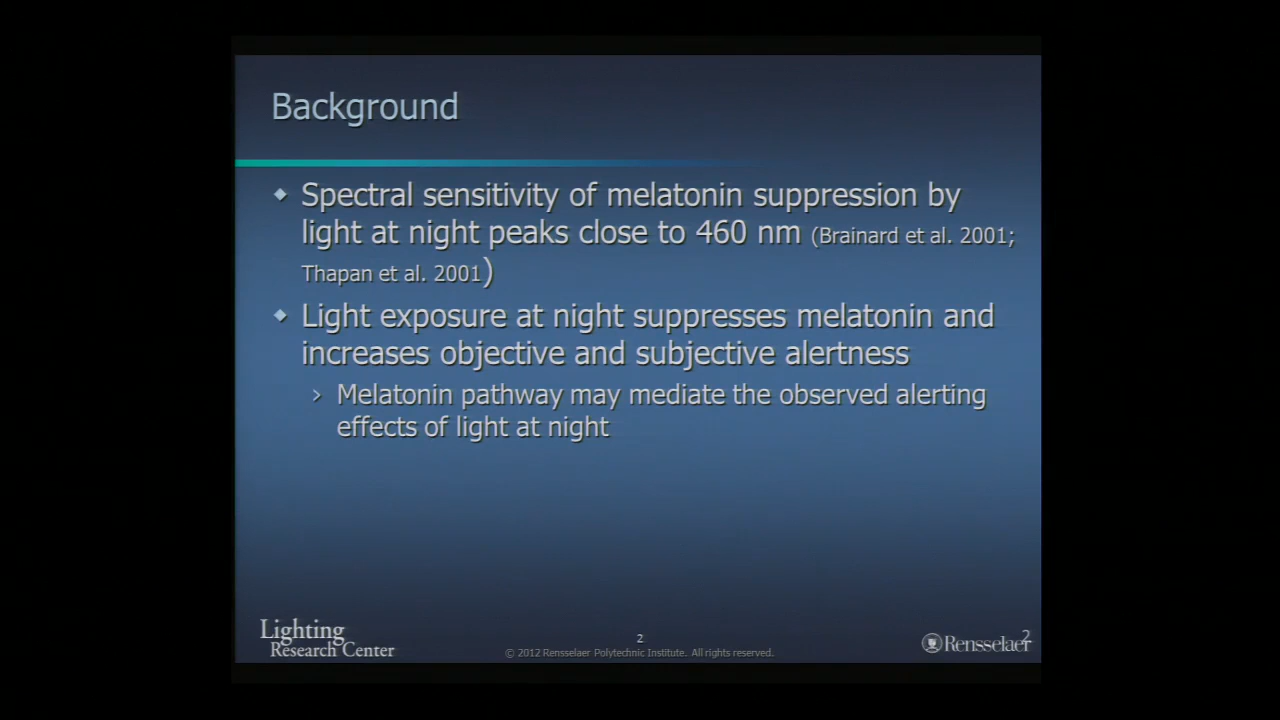 Background
◆ Spectral sensitivity of melatonin suppression by
light at night peaks close to 460 nm (Brainard et al. 2001;
Thapan et al. 2001)
◆ Light exposure at night suppresses melatonin and
increases objective and subjective alertness
› Melatonin pathway may mediate the observed alerting
effects of light at night
Lighting
Research Center
2
© 2012 Rensselaer Polytechnic Institute. All rights reserved.
Rensselaer
2